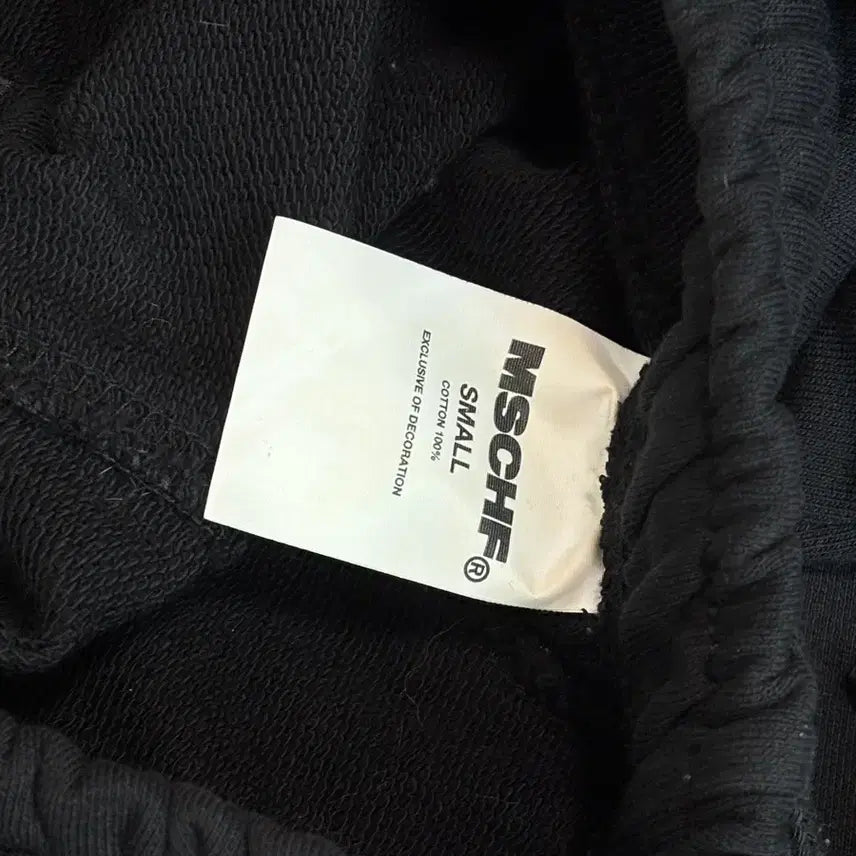 MSCHF®
SMALL
COTTON 100%
EXCLUSIVE OF DECORATION